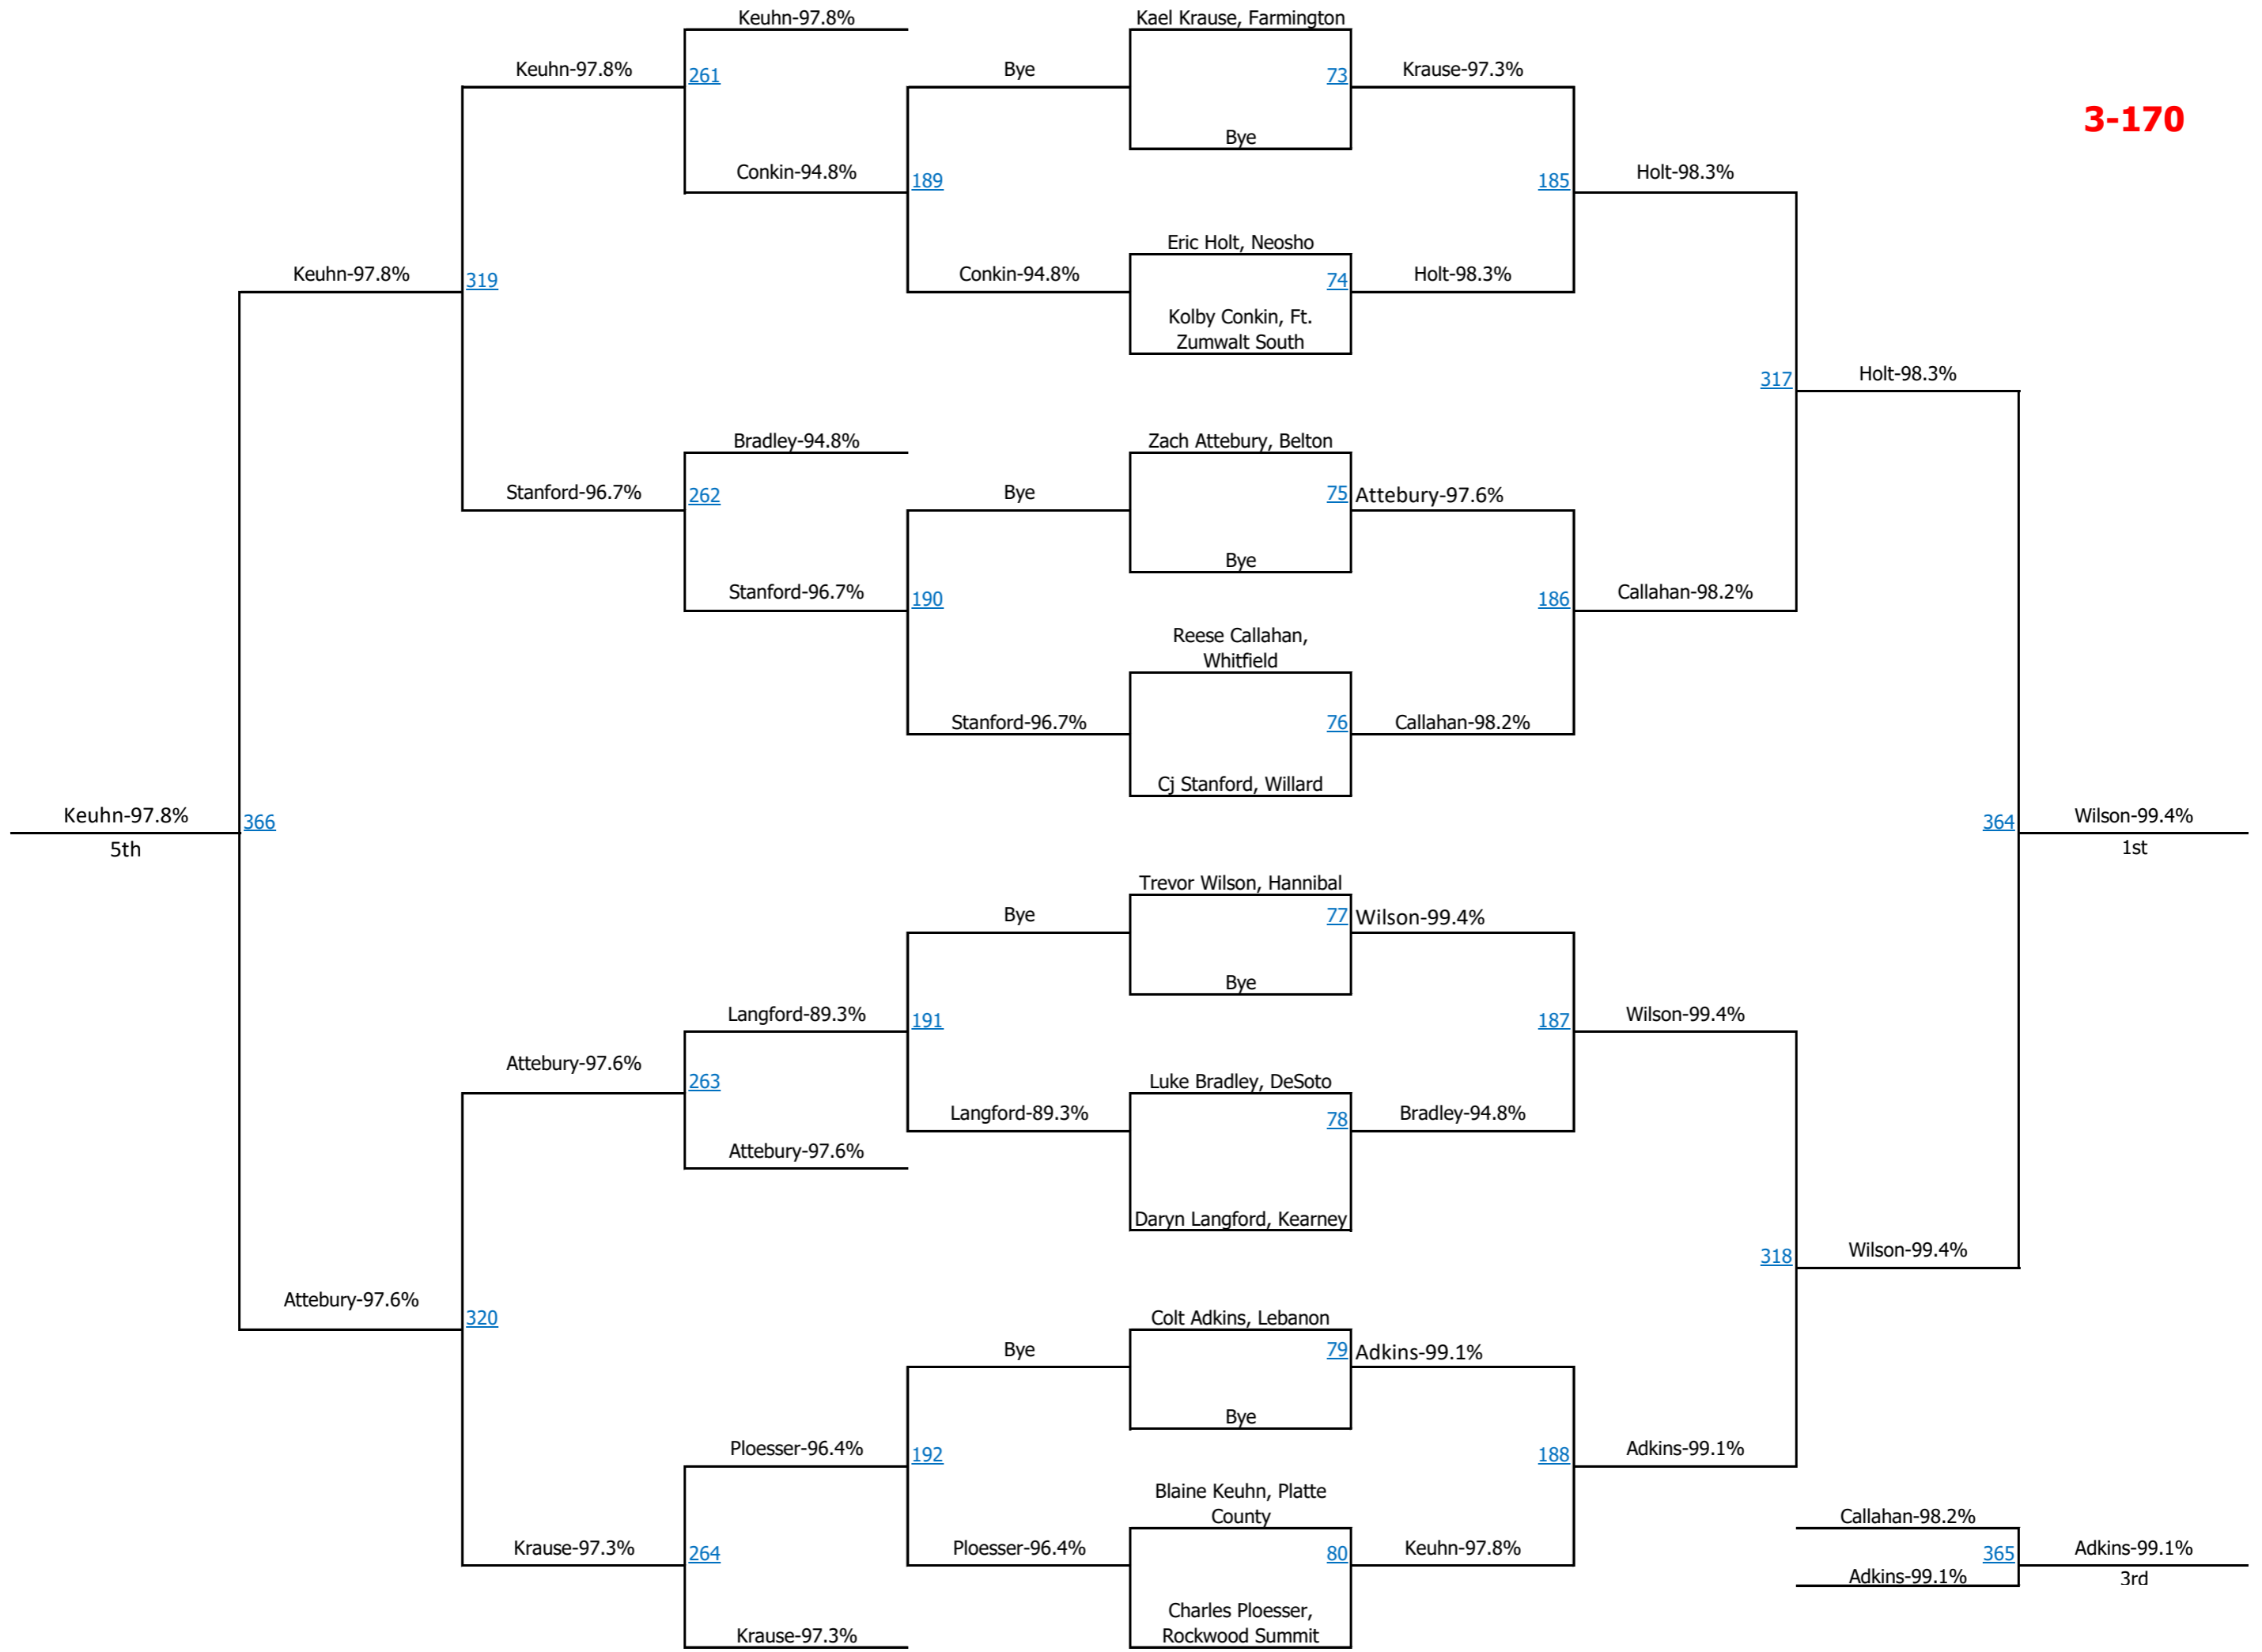 Keuhn-97.8%
Kael Krause, Farmington
Keuhn-97.8%
261
Bye
73
Krause-97.3%
3-170
Bye
Conkin-94.8%
189
185
Holt-98.3%
Eric Holt, Neosho
Keuhn-97.8%
319
Conkin-94.8%
74
Holt-98.3%
Kolby Conkin, Ft.
Zumwalt South
317
Holt-98.3%
Bradley-94.8%
Zach Attebury, Belton
Stanford-96.7%
262
Bye
75
Attebury-97.6%
Bye
Stanford-96.7%
190
186
Callahan-98.2%
Reese Callahan,
Whitfield
Stanford-96.7%
76
Callahan-98.2%
Cj Stanford, Willard
Keuhn-97.8%
366
364
Wilson-99.4%
5th
1st
Trevor Wilson, Hannibal
Bye
77
Wilson-99.4%
Bye
Langford-89.3%
191
187
Wilson-99.4%
Attebury-97.6%
263
Luke Bradley, DeSoto
Langford-89.3%
78
Bradley-94.8%
Attebury-97.6%
Daryn Langford, Kearney
318
Wilson-99.4%
Attebury-97.6%
320
Colt Adkins, Lebanon
Bye
79
Adkins-99.1%
Bye
Ploesser-96.4%
192
188
Adkins-99.1%
Blaine Keuhn, Platte
County
Callahan-98.2%
Krause-97.3%
264
Ploesser-96.4%
80
Keuhn-97.8%
365
Adkins-99.1%
Adkins-99.1%
3rd
Charles Ploesser,
Rockwood Summit
Krause-97.3%